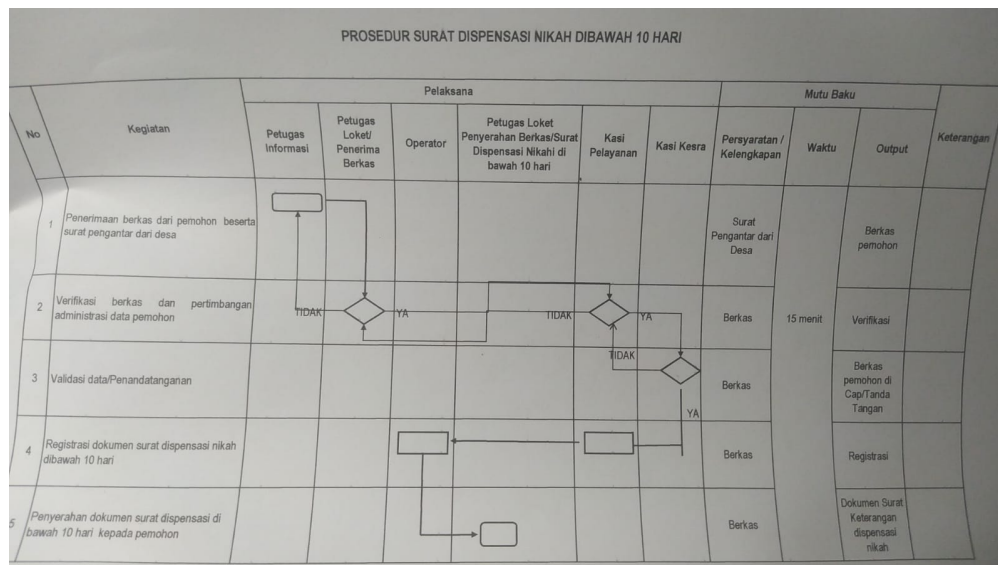 PROSEDUR SURAT DISPENSASI NIKAH DIBAWAH 10 HARI
No
Kegiatan
Pelaksana
Mutu Baku
Keterangan
Petugas
Informasi
Petugas
Loket/
Penerima
Berkas
Operator
Petugas Loket
Penyerahan Berkas/Surat
Dispensasi Nikahi di
bawah 10 hari
Kasi
Pelayanan
Kasi Kesra
Persyaratan /
Kelengkapan
Waktu
Output
1
Penerimaan berkas dari pemohon beserta
surat pengantar dari desa
Surat
Pengantar dari
Desa
Berkas
pemohon
2
Verifikasi berkas dan pertimbangan
administrasi data pemohon
TIDAK
YA
TIDAK
YA
Berkas
15 menit
Verifikasi
3
Validasi data/Penandatanganan
TIDAK
YA
Berkas
Berkas
pemohon di
Cap/Tanda
Tangan
4
Registrasi dokumen surat dispensasi nikah
dibawah 10 hari
Berkas
Registrasi
5
Penyerahan dokumen surat dispensasi di
bawah 10 hari kepada pemohon
Berkas
Dokumen Surat
Keterangan
dispensasi
nikah